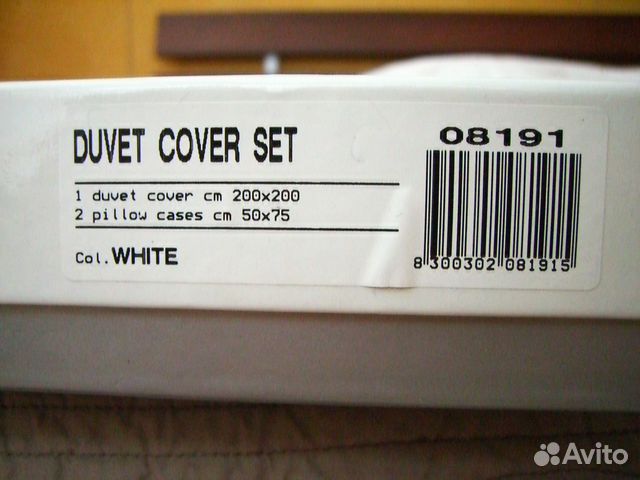 DUVET COVER SET
1 duvet cover cm 200x200
2 pillow cases cm 50x75
Col. WHITE
08191
8 300302 081915
Avito